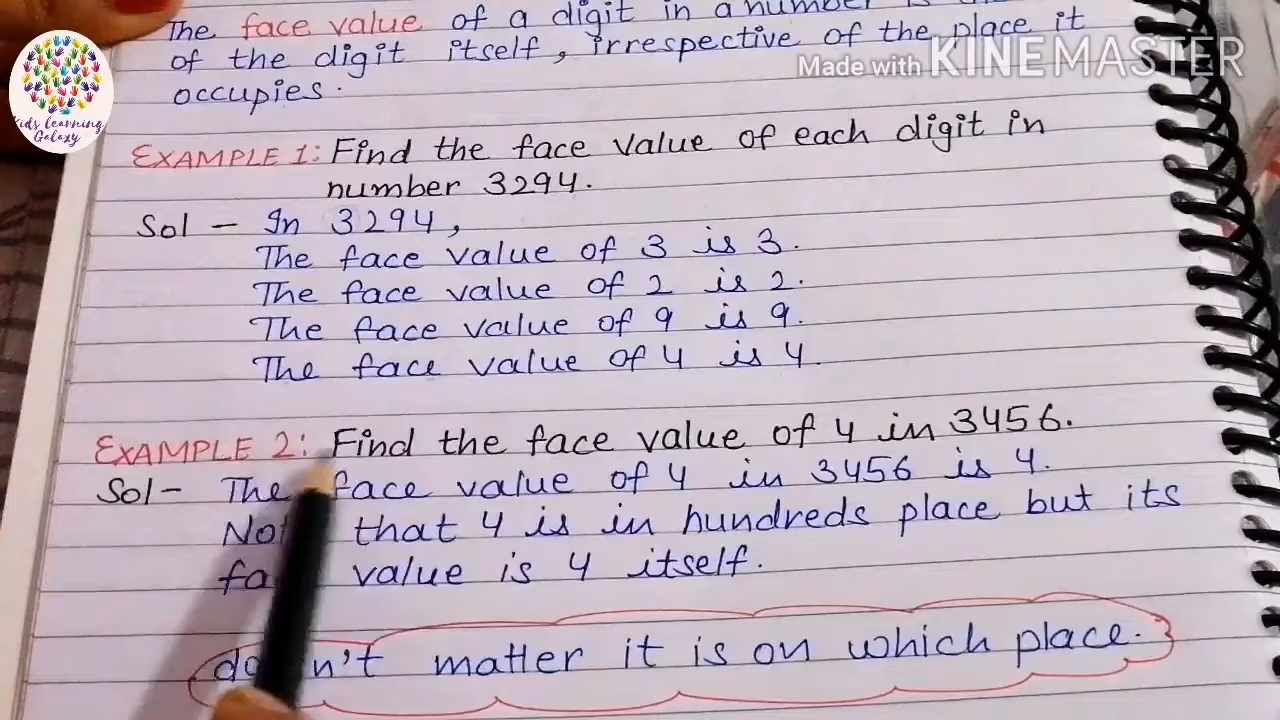 The face value of a digit in a number is
of the digit itself, irrespective of the place it
occupies.
Made with KINEMASTER
Kids Learning
Galaxy
EXAMPLE 1: Find the face value of each digit in
number 3294.
Sol - In 3294,
The face value of 3 is 3.
The face value of 2 is 2.
The face value of 9 is 9.
The face value of 4 is 4.
EXAMPLE 2: Find the face value of 4 in 3456.
Sol- The face value of 4 in 3456 is 4.
that 4 is in hundreds place but its
value is 4 itself.
matter it is on which place.